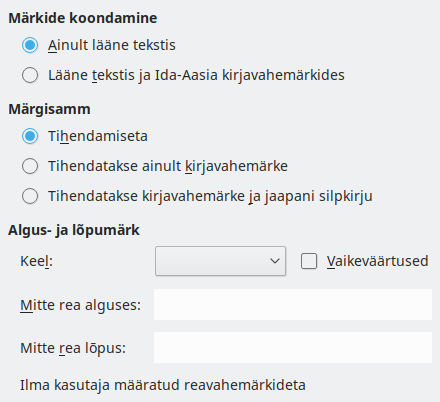 Märkide koondamine
Ainult lääne tekstis
Lääne tekstis ja Ida-Aasia kirjavahemärkides
Märgisamm
Tihendamiseta
Tihendatakse ainult kirjavahemärke
Tihendatakse kirjavahemärke ja jaapani silpkirju
Algus- ja lõpumärk
Keel:
Vaikeväärtused
Mitte rea alguses:
Mitte rea lõpus:
Ilma kasutaja määratud reavahemärkideta